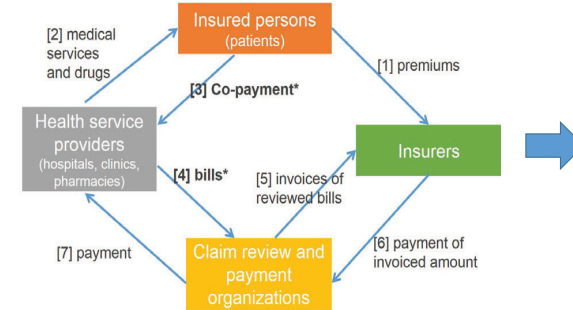 Insured persons
(patients)
[2] medical
services
and drugs
[1] premiums
[3] Co-payment*
Health service
providers
(hospitals, clinics,
pharmacies)
Insurers
[4] bills*
[5] invoices of
reviewed bills
[7] payment
Claim review and
payment
organizations
[6] payment of
invoiced amount